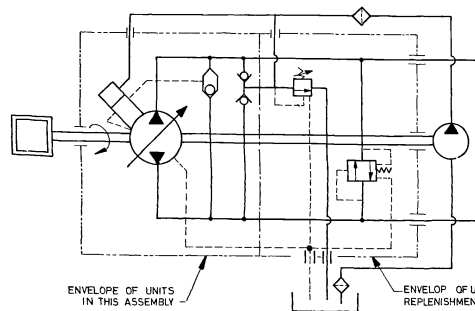 ENVELOPE OF UNITS
IN THIS ASSEMBLY
ENVELOP OF U
REPLENISHMEN